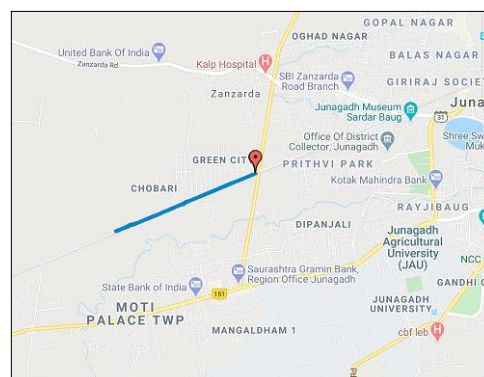 GOPAL NAGAR
OGHAD NAGAR
United Bank Of India
Kalp Hospital
BALAS NAGAR
Zanzarda Rd
SBI Zanzarda
Road Branch
GIRIRAJ SOCIE
Zanzarda
Junagadh Museum
Sardar Baug
Juna
31
Office Of District
Collector, Junagadh
Shree Sw
Muk
GREEN CIT
PRITHVI PARK
CHOBARI
Kotak Mahindra Bank
RAYJIBAUG
DIPANJALI
Junagadh
Agricultural
University
(JAU)
NCC
Saurashtra Gramin Bank,
Region Office Junagadh
State Bank of India
GANDHI G
151
MOTI
PALACE TWP
JUNAGADH
UNIVERSITY
MANGALDHAM 1
cbf leb
Rd